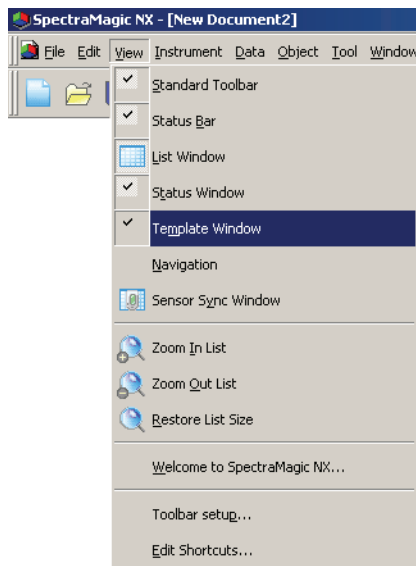 SpectraMagic NX - [New Document2]
File Edit View Instrument Data Object Tool Window
Standard Toolbar
Status Bar
List Window
Status Window
Template Window
Navigation
Sensor Sync Window
Zoom In List
Zoom Out List
Restore List Size
Welcome to SpectraMagic NX...
Toolbar setup...
Edit Shortcuts...